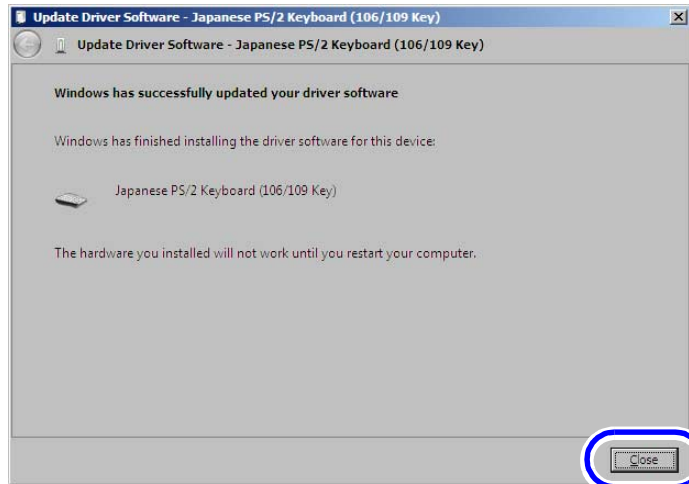 Update Driver Software - Japanese PS/2 Keyboard (106/109 Key)
Update Driver Software - Japanese PS/2 Keyboard (106/109 Key)
Windows has successfully updated your driver software
Windows has finished installing the driver software for this device:
Japanese PS/2 Keyboard (106/109 Key)
The hardware you installed will not work until you restart your computer.
Close